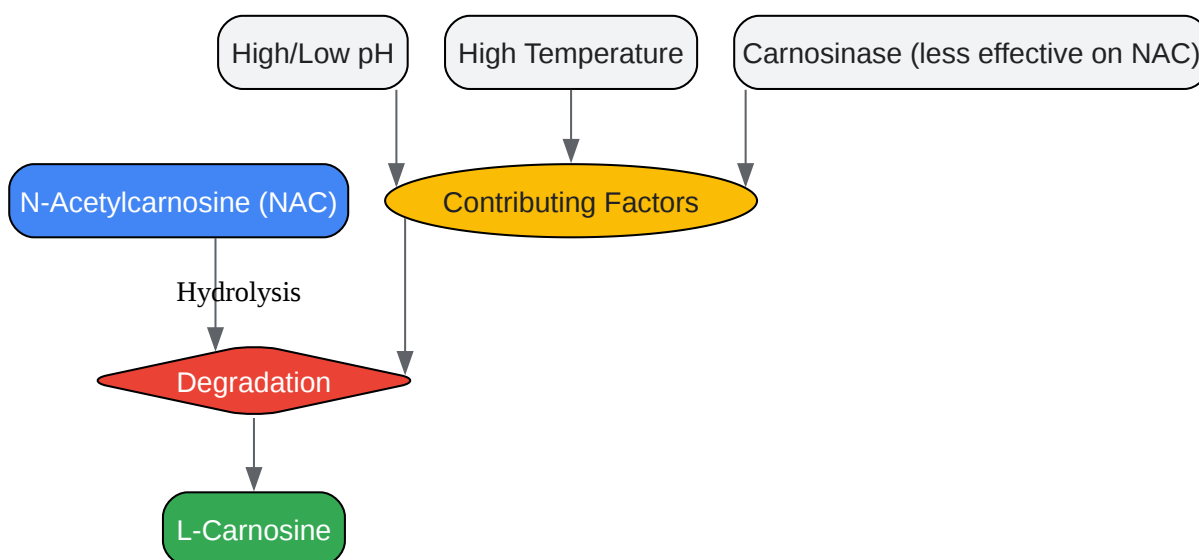 High/Low pH
High Temperature
Carnosinase (less effective on NAC)
N-Acetylcarnosine (NAC)
Contributing Factors
Hydrolysis
Degradation
L-Carnosine